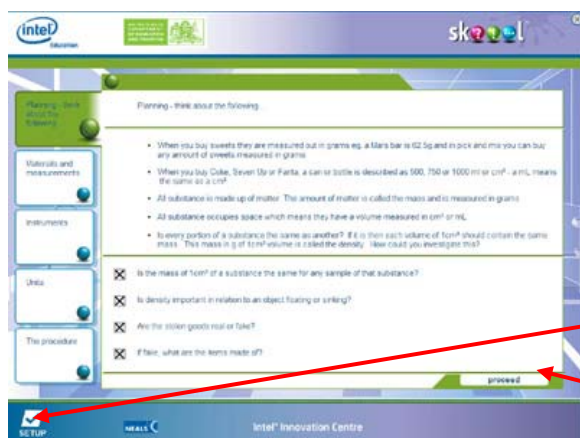 intel
Education
skoool
Planning - think
about the
following
Planning - think about the following
Materials and
measurements
Instruments
Units
The procedure
• When you buy sweets they are measured out in grams eg. a Mars bar is 62.5g and in pick and mix you can buy
any amount of sweets measured in grams
• When you buy Coke, Seven Up or Fanta, a can or bottle is described as 500, 750 or 1000 ml or cm³ - a mL means
the same as a cm³
• All substance is made up of matter. The amount of matter is called the mass and is measured in grams
• All substance occupies space which means they have a volume measured in cm³ or mL
• Is every portion of a substance the same as another? If it is then each volume of 1cm³ should contain the same
mass. This mass in g of 1cm³ volume is called the density. How could you investigate this?
Is the mass of 1cm³ of a substance the same for any sample of that substance?
Is density important in relation to an object floating or sinking?
Are the stolen goods real or fake?
If fake, what are the items made of?
proceed
SETUP
NEALS
Intel® Innovation Centre